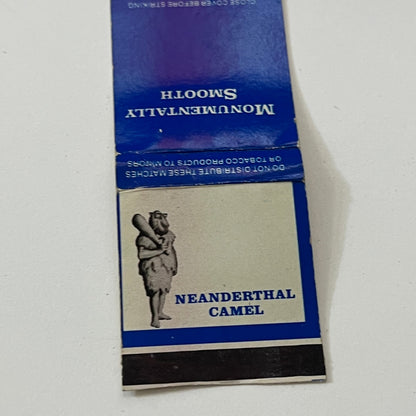 CLOSE COVER BEFORE STRIKING
MONUMENTALLY
SMOOTH
DO NOT DISTRIBUTE THESE MATCHES
OR TOBACCO PRODUCTS TO MINORS
NEANDERTHAL
CAMEL